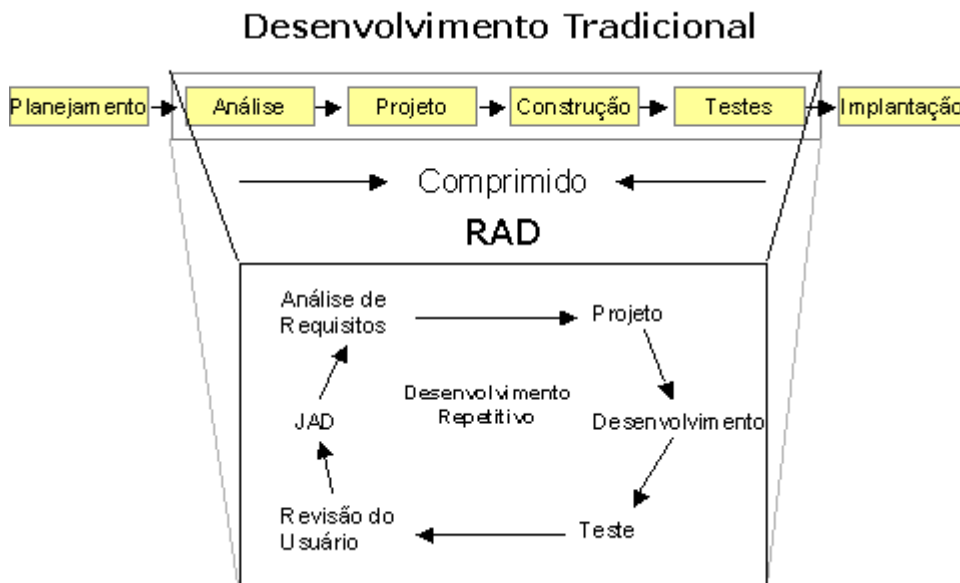 Desenvolvimento Tradicional
Planejamento
Análise
Projeto
Construção
Testes
Implantação
Comprimido
RAD
Análise de
Requisitos
Projeto
Desenvolvimento
Repetitivo
JAD
Desenvolvimento
Revisão do
Usuário
Teste